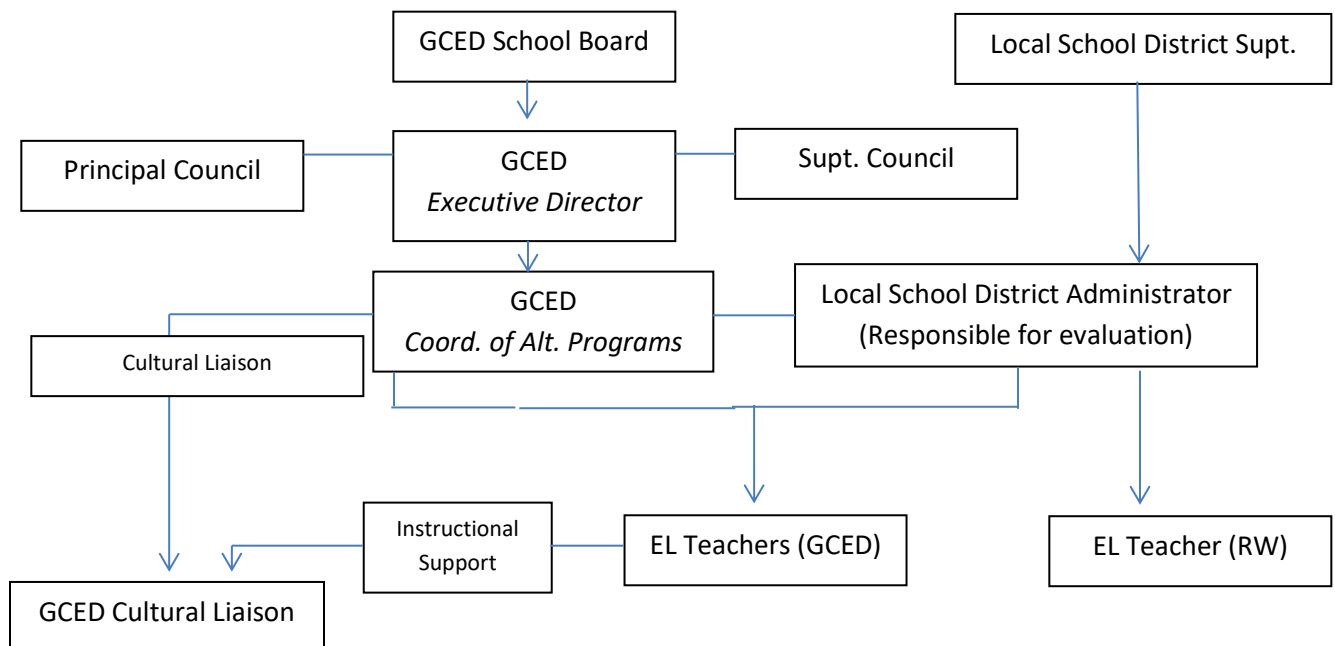 GCED School Board
Local School District Supt.
Principal Council
GCED
Executive Director
Supt. Council
GCED
Coord. of Alt. Programs
Local School District Administrator
(Responsible for evaluation)
Cultural Liaison
Instructional
Support
EL Teachers (GCED)
EL Teacher (RW)
GCED Cultural Liaison